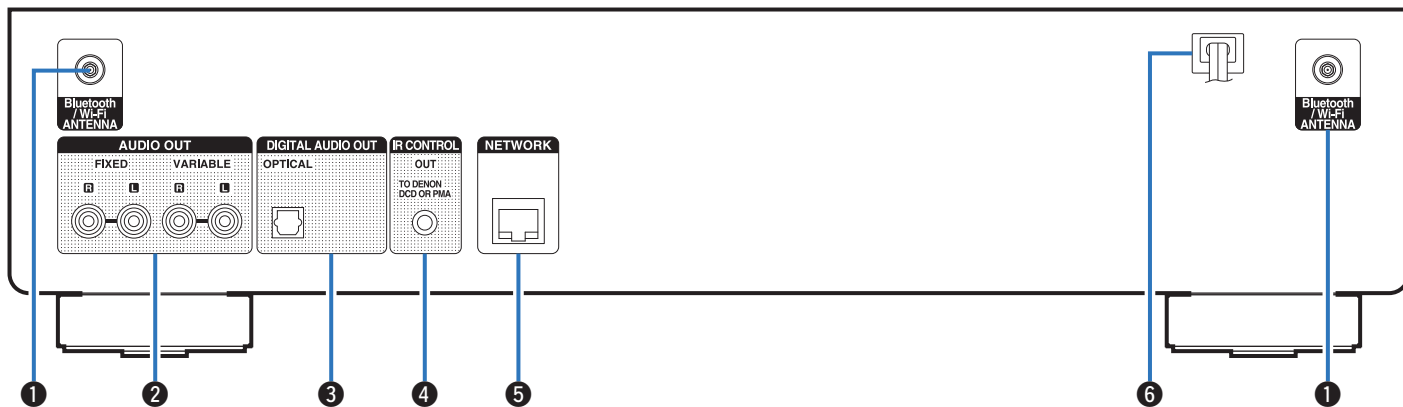 Bluetooth
/ Wi-Fi
ANTENNA
AUDIO OUT
FIXED VARIABLE
R L R L
DIGITAL AUDIO OUT
OPTICAL
IR CONTROL
OUT
TO DENON
DCD OR PMA
NETWORK
Bluetooth
/ Wi-Fi
ANTENNA
6
1
1 2 3 4 5
1